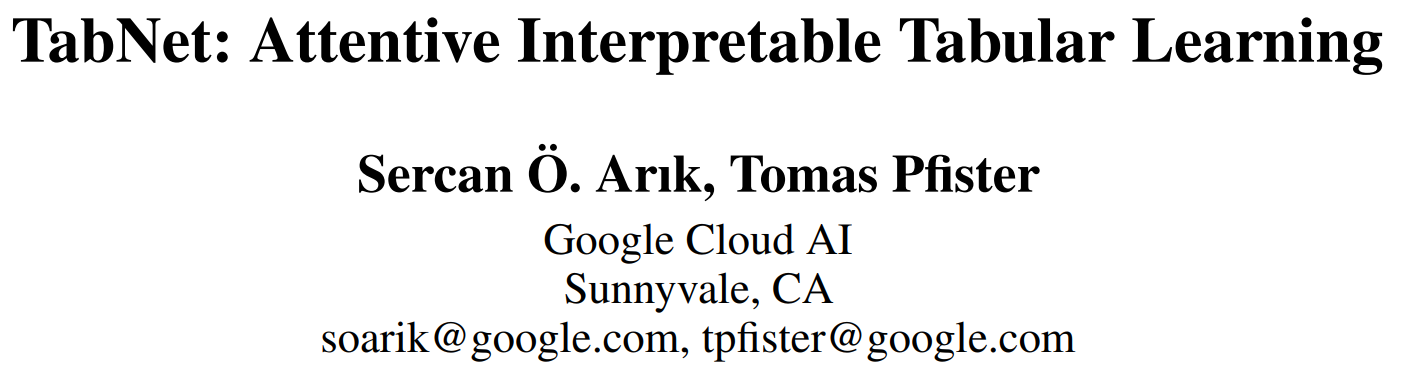 TabNet: Attentive Interpretable Tabular Learning
Sercan Ö. Arık, Tomas Pfister
Google Cloud AI
Sunnyvale, CA
soarik@google.com, tpfister@google.com